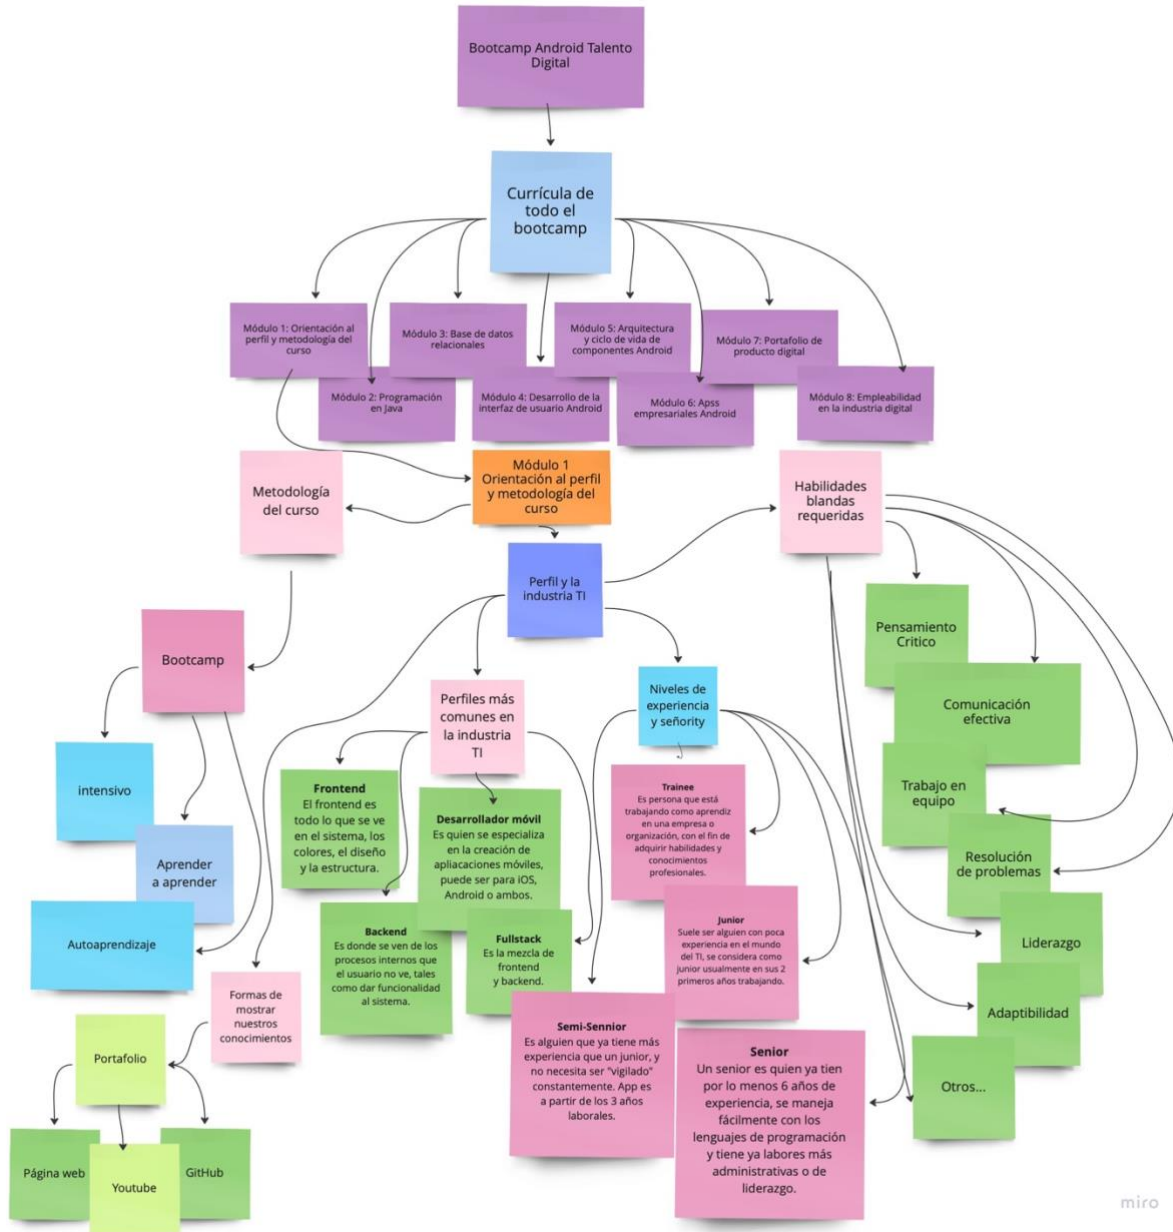 Bootcamp Android Talento
Digital
Currícula de
todo el
bootcamp
Módulo 1: Orientación al
perfil y metodología del
curso
Módulo 2: Programación
en Java
Módulo 3: Base de datos
relacionales
Módulo 4: Desarrollo de la
interfaz de usuario Android
Módulo 5: Arquitectura
y ciclo de vida de
componentes Android
Módulo 6: Apss
empresariales Android
Módulo 7: Portafolio de
producto digital
Módulo 8: Empleabilidad
en la industria digital
Metodología
del curso
Módulo 1
Orientación al perfil
y metodología del
curso
Habilidades
blandas
requeridas
Perfil y la
industria TI
Bootcamp
intensivo
Aprender
a aprender
Autoaprendizaje
Perfiles más
comunes en
la industria
TI
Niveles de
experiencia
y señority
Frontend
El frontend es
todo lo que se ve
en el sistema, los
colores, el diseño
y la estructura.
Desarrollador móvil
Es quien se especializa
en la creación de
apliacaciones móviles,
puede ser para iOS,
Android o ambos.
Backend
Es donde se ven de los
procesos internos que
el usuario no ve, tales
como dar funcionalidad
al sistema.
Fullstack
Es la mezcla de
frontend
y backend.
Trainee
Es persona que está
trabajando como aprendiz
en una empresa o
organización, con el fin de
adquirir habilidades y
conocimientos
profesionales.
Junior
Suele ser alguien con poca
experiencia en el mundo
del TI, se considera como
junior usualmente en sus 2
primeros años trabajando.
Semi-Sennior
Es alguien que ya tiene más
experiencia que un junior, y
no necesita ser "vigilado"
constantemente. App es
a partir de los 3 años
laborales.
Senior
Un senior es quien ya tien
por lo menos 6 años de
experiencia, se maneja
fácilmente con los
lenguajes de programación
y tiene ya labores más
administrativas o de
liderazgo.
Pensamiento
Critico
Comunicación
efectiva
Trabajo en
equipo
Resolución
de problemas
Liderazgo
Adaptibilidad
Otros...
Formas de
mostrar
nuestros
conocimientos
Portafolio
Página web
Youtube
GitHub
miro